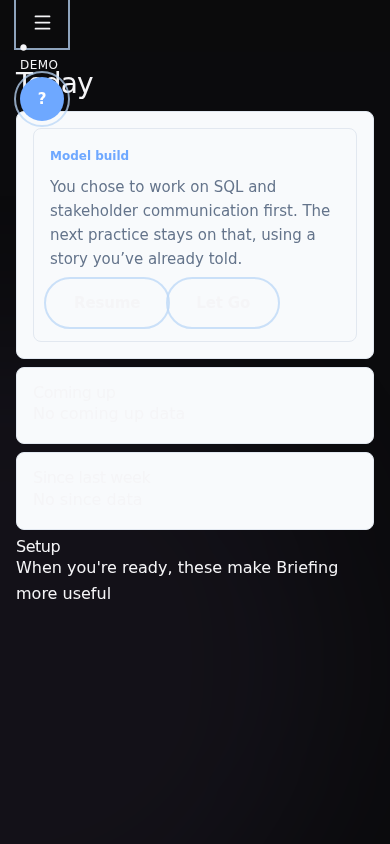 DEMO
Today
?
Model build
You chose to work on SQL and
stakeholder communication first. The
next practice stays on that, using a
story you’ve already told.
Resume
Let Go
Coming up
No coming up data
Since last week
No since data
Setup
When you're ready, these make Briefing
more useful